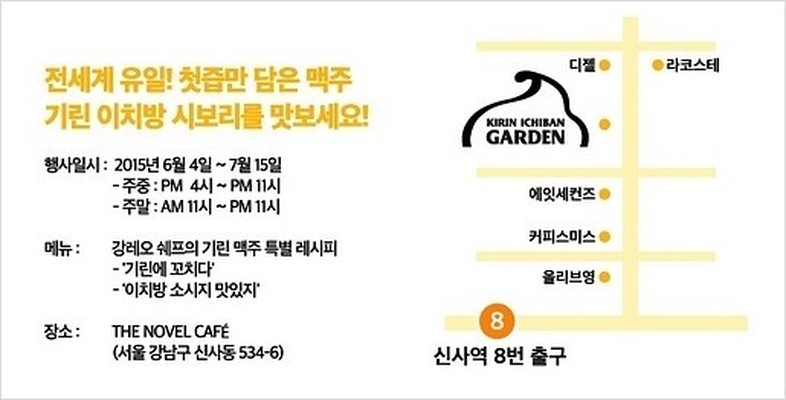 전세계 유일! 첫즙만 담은 맥주
기린 이치방 시보리를 맛보세요!
행사일시 : 2015년 6월 4일 ~ 7월 15일
- 주중 : PM 4시 ~ PM 11시
- 주말 : AM 11시 ~ PM 11시
메뉴 : 강레오 쉐프의 기린 맥주 특별 레시피
- '기린에 꼬치다'
- '이치방 소시지 맛있지'
장소 : THE NOVEL CAFÉ
(서울 강남구 신사동 534-6)
디젤
라코스테
KIRIN ICHIBAN
GARDEN
에잇세컨즈
커피스미스
올리브영
8
신사역 8번 출구